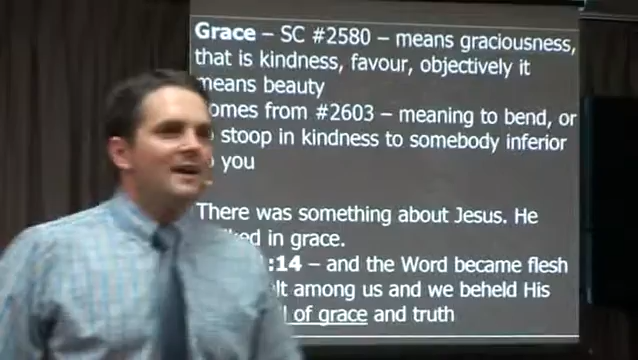 Grace – SC #2580 – means graciousness,
that is kindness, favour, objectively it
means beauty
omes from #2603 – meaning to bend, or
stoop in kindness to somebody inferior
you
There was something about Jesus. He
ked in grace.
:14 – and the Word became flesh
lt among us and we beheld His
l of grace and truth